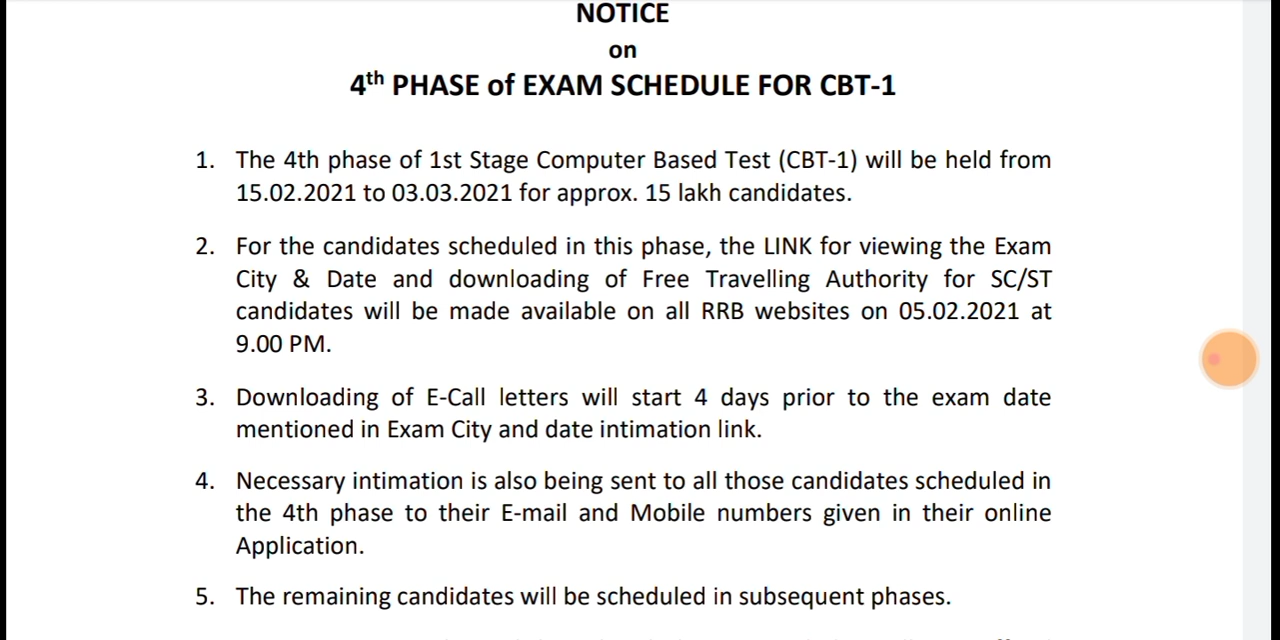 NOTICE
on
4th PHASE of EXAM SCHEDULE FOR CBT-1
1. The 4th phase of 1st Stage Computer Based Test (CBT-1) will be held from
15.02.2021 to 03.03.2021 for approx. 15 lakh candidates.
2. For the candidates scheduled in this phase, the LINK for viewing the Exam
City & Date and downloading of Free Travelling Authority for SC/ST
candidates will be made available on all RRB websites on 05.02.2021 at
9.00 PM.
3. Downloading of E-Call letters will start 4 days prior to the exam date
mentioned in Exam City and date intimation link.
4. Necessary intimation is also being sent to all those candidates scheduled in
the 4th phase to their E-mail and Mobile numbers given in their online
Application.
5. The remaining candidates will be scheduled in subsequent phases.